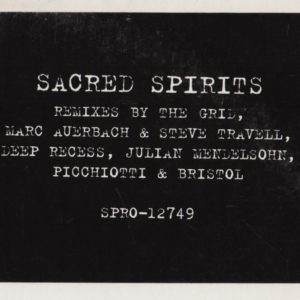 SACRED SPIRITS
REMIXES BY THE GRID,
MARC AUERBACH & STEVE TRAVELL,
DEEP RECESS, JULIAN MENDELSOHN,
PICCHIOTTI & BRISTOL
SPRO-12749